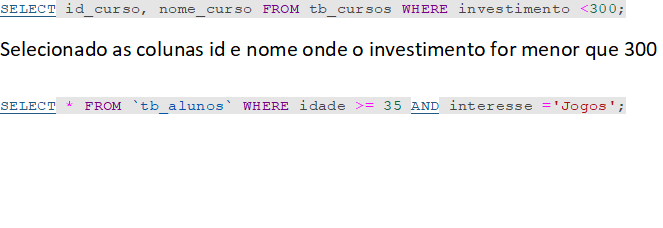 SELECT id_curso, nome_curso FROM tb_cursos WHERE investimento <300;
Selecionado as colunas id e nome onde o investimento for menor que 300
SELECT * FROM `tb_alunos` WHERE idade >= 35 AND interesse ='Jogos';